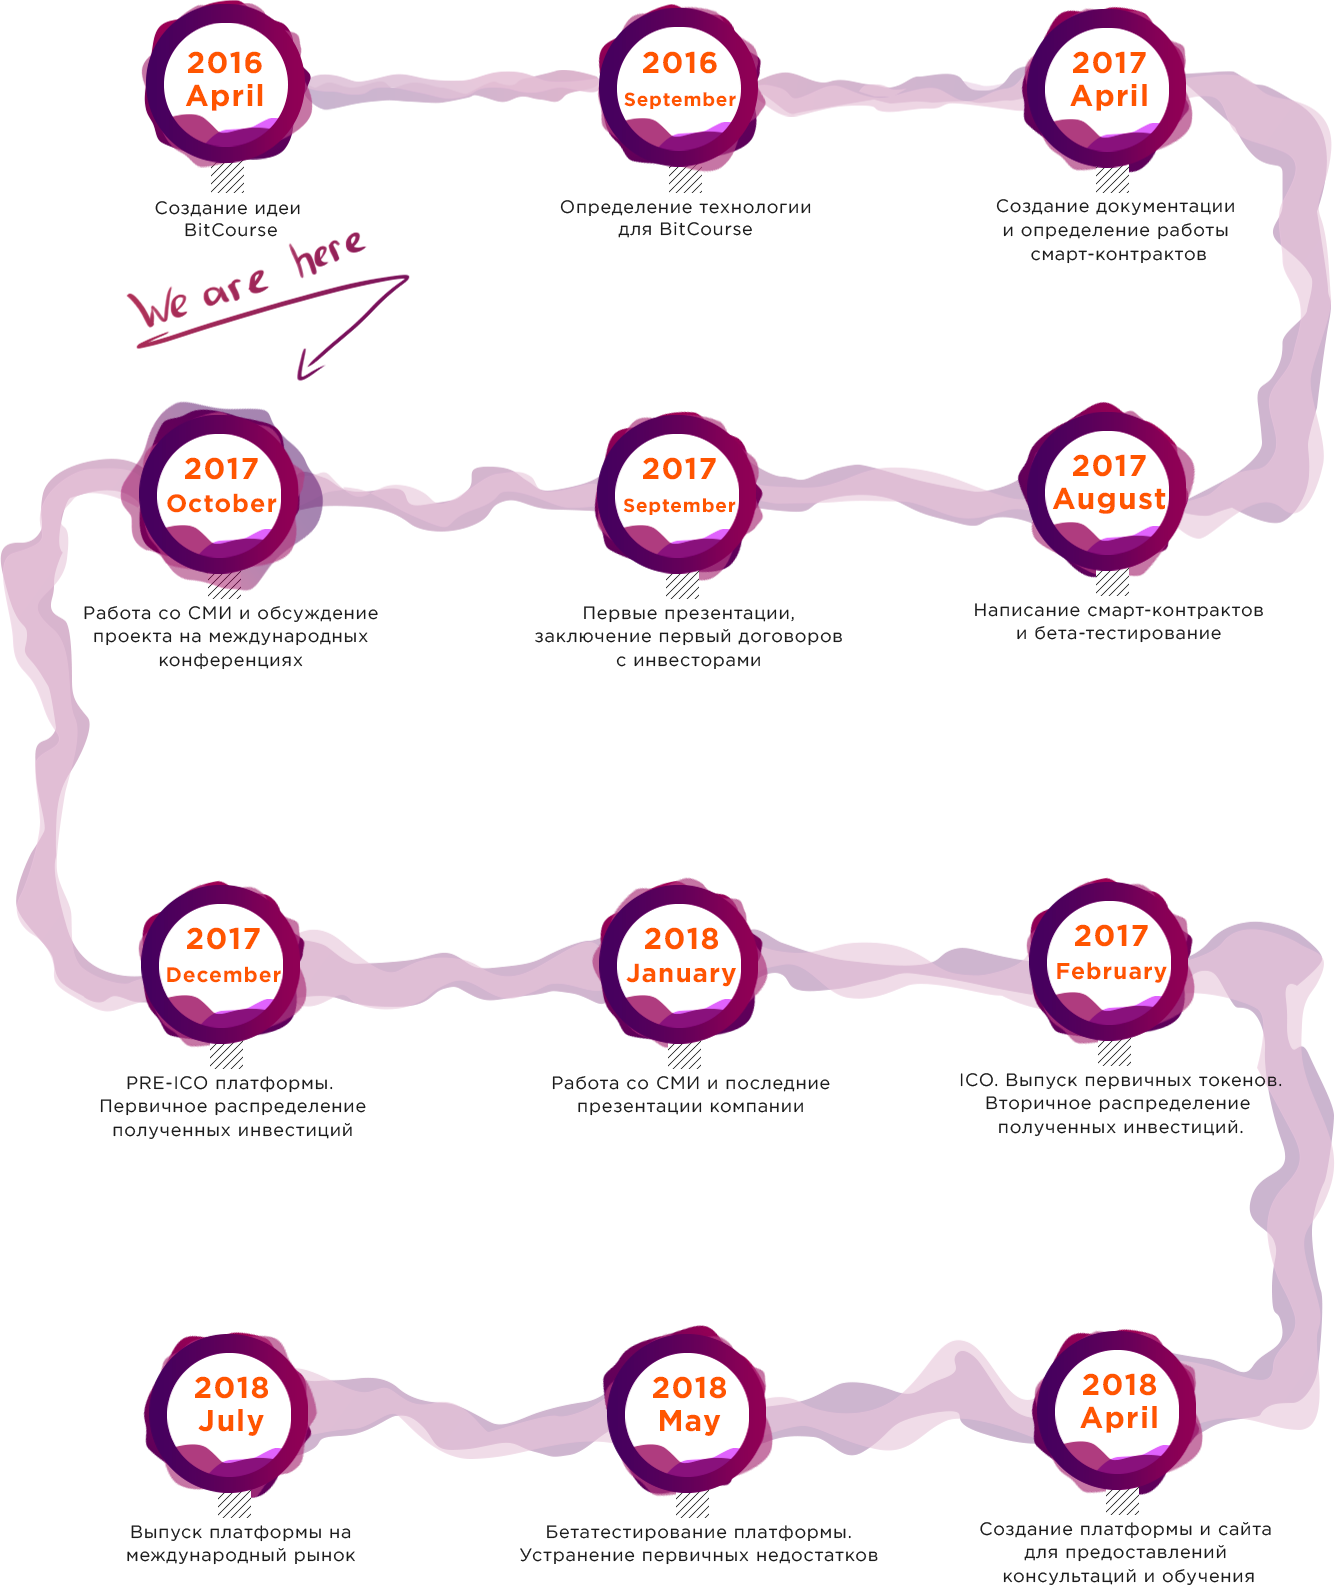 2016
April
Создание идеи
BitCourse
2016
September
Определение технологии
для BitCourse
2017
April
Создание документации
и определение работы
смарт-контрактов
We are here
2017
August
Написание смарт-контрактов
и бета-тестирование
2017
September
Первые презентации,
заключение первый договоров
с инвесторами
2017
October
Работа со СМИ и обсуждение
проекта на международных
конференциях
2017
December
PRE-ICO платформы.
Первичное распределение
полученных инвестиций
2018
January
Работа со СМИ и последние
презентации компании
2017
February
ICO. Выпуск первичных токенов.
Вторичное распределение
полученных инвестиций.
2018
April
Создание платформы и сайта
для предоставлений
консультаций и обучения
2018
May
Бетатестирование платформы.
Устранение первичных недостатков
2018
July
Выпуск платформы на
международный рынок